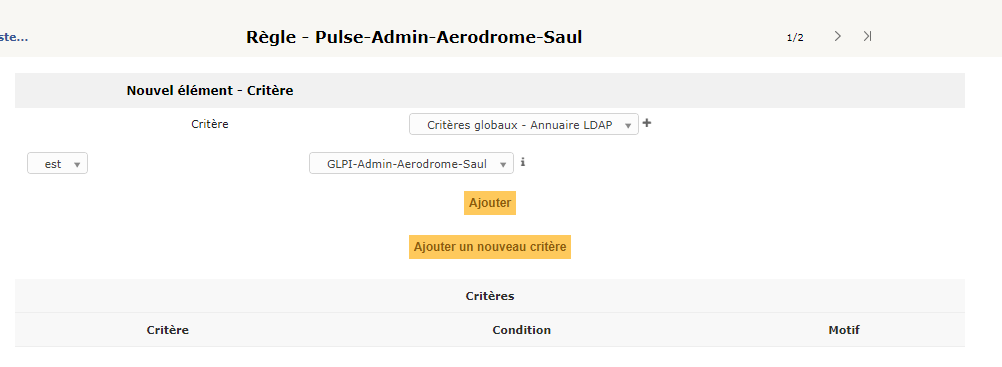 ste...
Règle - Pulse-Admin-Aerodrome-Saul
1/2
Nouvel élément - Critère
Critère
Critères globaux - Annuaire LDAP
est
GLPI-Admin-Aerodrome-Saul
Ajouter
Ajouter un nouveau critère
Critères
Critère Condition Motif